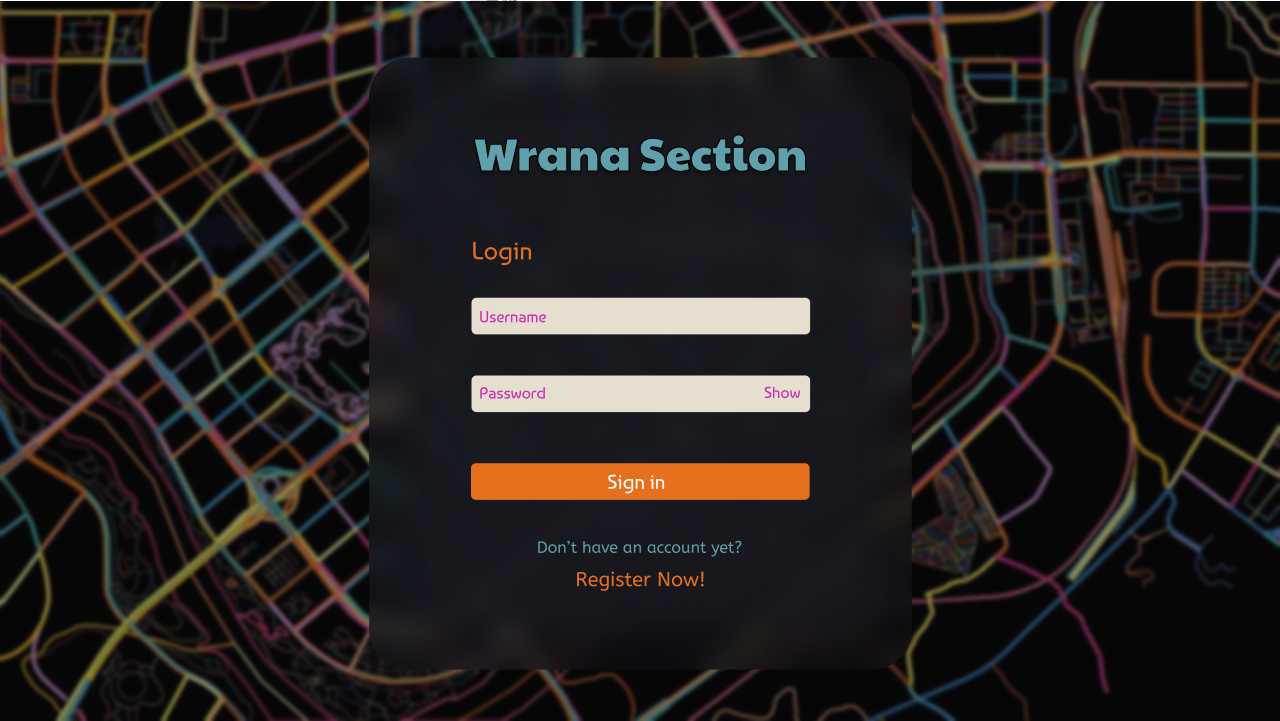 Wrana Section
Login
Username
Password Show
Sign in
Don't have an account yet?
Register Now!